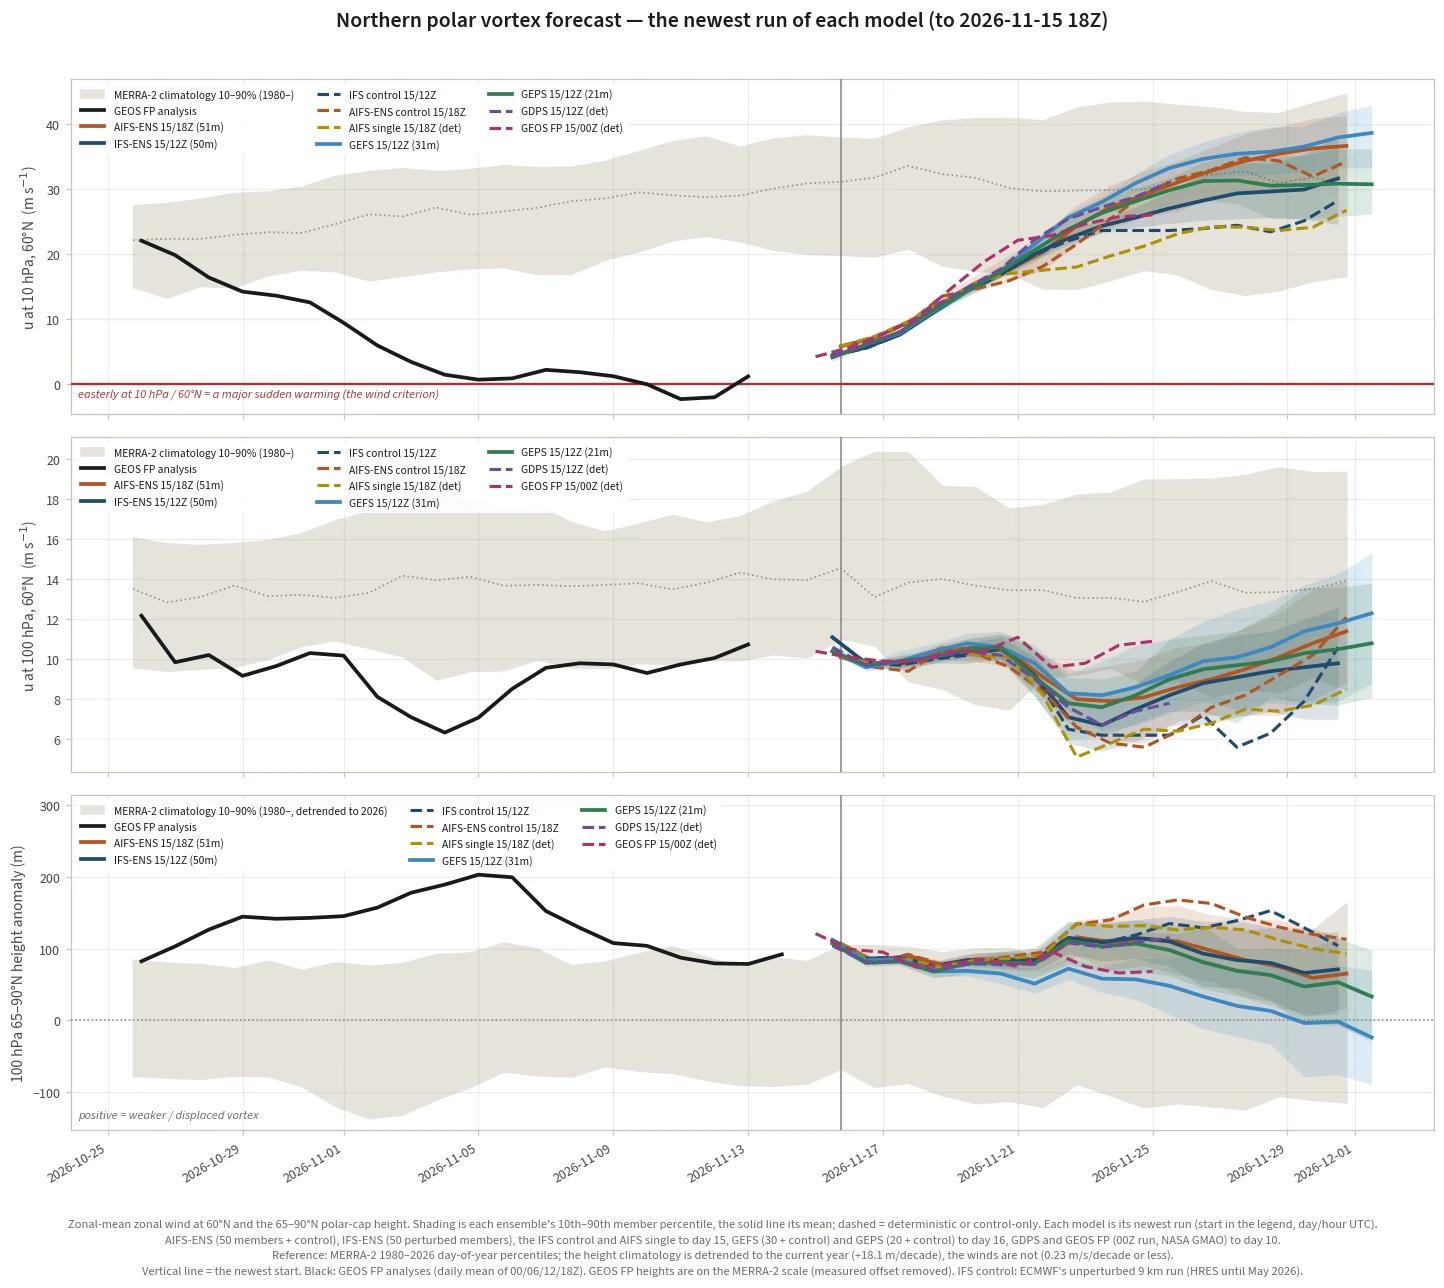 Northern polar vortex forecast — the newest run of each model (to 2026-11-15 18Z)
u at 10 hPa, 60°N (m s⁻¹)
40
30
20
10
0
MERRA-2 climatology 10–90% (1980–)
GEOS FP analysis
AIFS-ENS 15/18Z (51m)
IFS-ENS 15/12Z (50m)
IFS control 15/12Z
AIFS-ENS control 15/18Z
AIFS single 15/18Z (det)
GEFS 15/12Z (31m)
GEPS 15/12Z (21m)
GDPS 15/12Z (det)
GEOS FP 15/00Z (det)
easterly at 10 hPa / 60°N = a major sudden warming (the wind criterion)
u at 100 hPa, 60°N (m s⁻¹)
20
18
16
14
12
10
8
6
MERRA-2 climatology 10–90% (1980–)
GEOS FP analysis
AIFS-ENS 15/18Z (51m)
IFS-ENS 15/12Z (50m)
IFS control 15/12Z
AIFS-ENS control 15/18Z
AIFS single 15/18Z (det)
GEFS 15/12Z (31m)
GEPS 15/12Z (21m)
GDPS 15/12Z (det)
GEOS FP 15/00Z (det)
100 hPa 65–90°N height anomaly (m)
300
200
100
0
−100
MERRA-2 climatology 10–90% (1980–, detrended to 2026)
GEOS FP analysis
AIFS-ENS 15/18Z (51m)
IFS-ENS 15/12Z (50m)
IFS control 15/12Z
AIFS-ENS control 15/18Z
AIFS single 15/18Z (det)
GEFS 15/12Z (31m)
GEPS 15/12Z (21m)
GDPS 15/12Z (det)
GEOS FP 15/00Z (det)
positive = weaker / displaced vortex
2026-10-25
2026-10-29
2026-11-01
2026-11-05
2026-11-09
2026-11-13
2026-11-17
2026-11-21
2026-11-25
2026-11-29
2026-12-01
Zonal-mean zonal wind at 60°N and the 65–90°N polar-cap height. Shading is each ensemble's 10th–90th member percentile, the solid line its mean; dashed = deterministic or control-only. Each model is its newest run (start in the legend, day/hour UTC).
AIFS-ENS (50 members + control), IFS-ENS (50 perturbed members), the IFS control and AIFS single to day 15, GEFS (30 + control) and GEPS (20 + control) to day 16, GDPS and GEOS FP (00Z run, NASA GMAO) to day 10.
Reference: MERRA-2 1980–2026 day-of-year percentiles; the height climatology is detrended to the current year (+18.1 m/decade), the winds are not (0.23 m/s/decade or less).
Vertical line = the newest start. Black: GEOS FP analyses (daily mean of 00/06/12/18Z). GEOS FP heights are on the MERRA-2 scale (measured offset removed). IFS control: ECMWF's unperturbed 9 km run (HRES until May 2026).